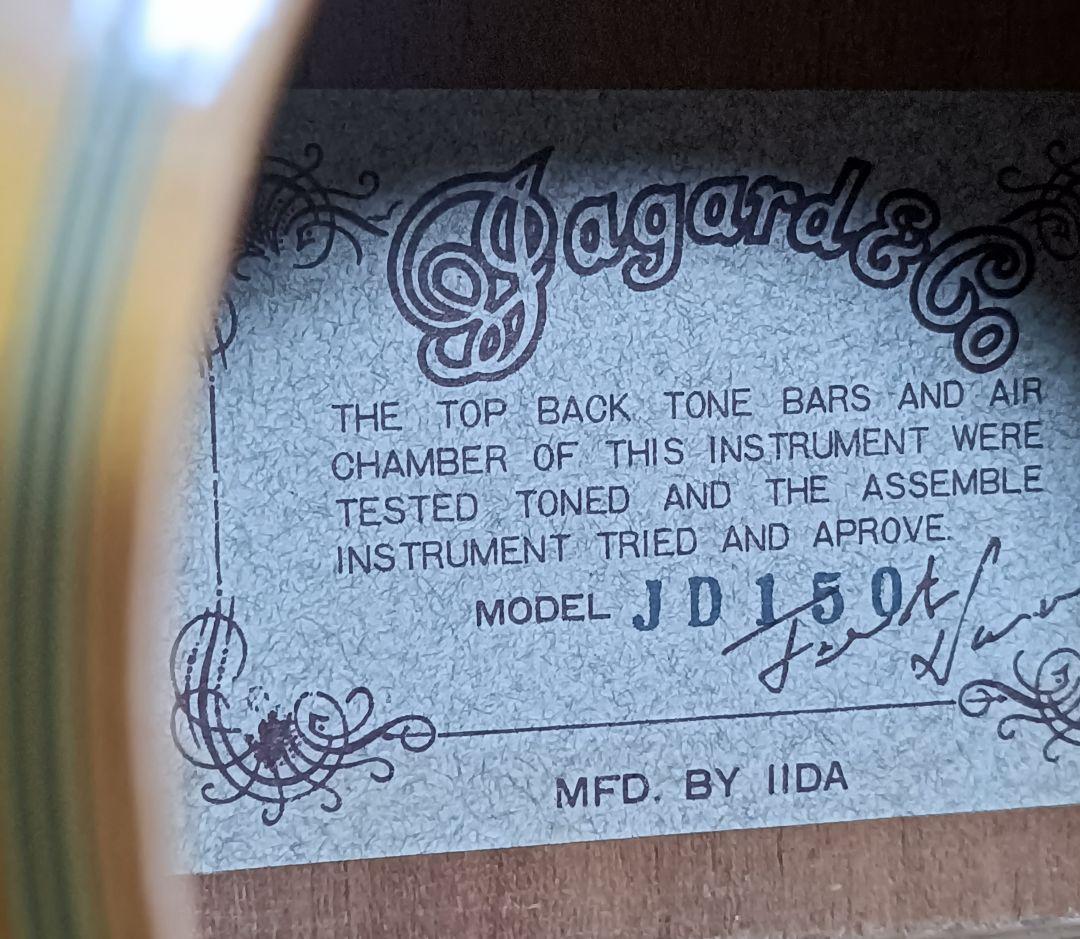 Jagard & Co
THE TOP BACK TONE BARS AND AIR
CHAMBER OF THIS INSTRUMENT WERE
TESTED TONED AND THE ASSEMBLE
INSTRUMENT TRIED AND APROVE.
MODEL JD150
MFD. BY IIDA